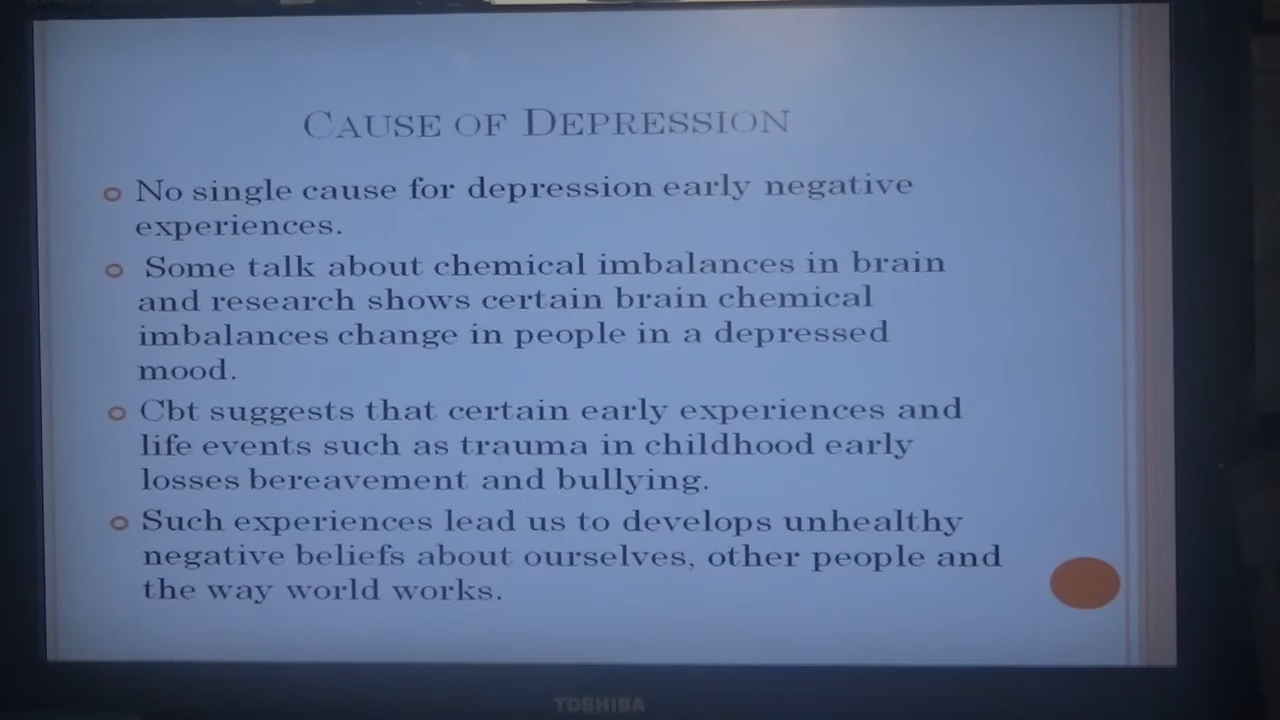 CAUSE OF DEPRESSION
No single cause for depression early negative
experiences.
Some talk about chemical imbalances in brain
and research shows certain brain chemical
imbalances change in people in a depressed
mood.
Cbt suggests that certain early experiences and
life events such as trauma in childhood early
losses bereavement and bullying.
Such experiences lead us to develops unhealthy
negative beliefs about ourselves, other people and
the way world works.
TOSHIBA